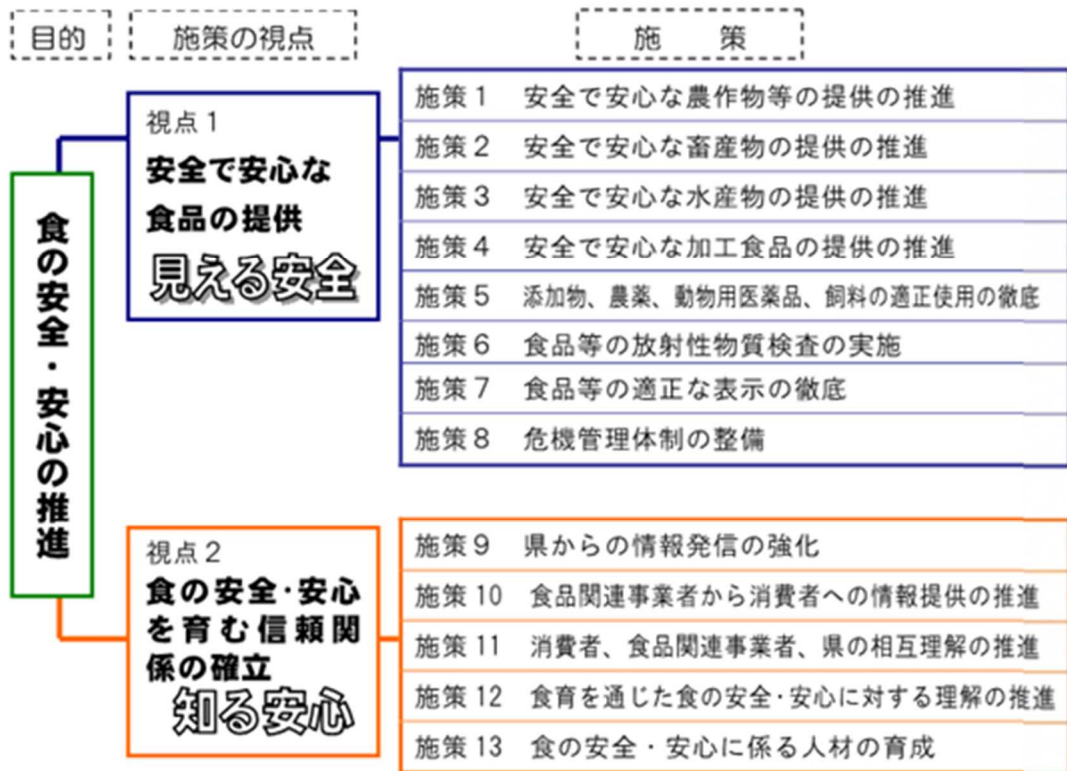 目的
施策の視点
施　策
食の安全・安心の推進
視点１
安全で安心な
食品の提供
見える安全
施策１　安全で安心な農作物等の提供の推進
施策２　安全で安心な畜産物の提供の推進
施策３　安全で安心な水産物の提供の推進
施策４　安全で安心な加工食品の提供の推進
施策５　添加物、農薬、動物用医薬品、飼料の適正使用の徹底
施策６　食品等の放射性物質検査の実施
施策７　食品等の適正な表示の徹底
施策８　危機管理体制の整備
視点２
食の安全･安心
を育む信頼関
係の確立
知る安心
施策９　県からの情報発信の強化
施策10　食品関連事業者から消費者への情報提供の推進
施策11　消費者、食品関連事業者、県の相互理解の推進
施策12　食育を通じた食の安全･安心に対する理解の推進
施策13　食の安全・安心に係る人材の育成